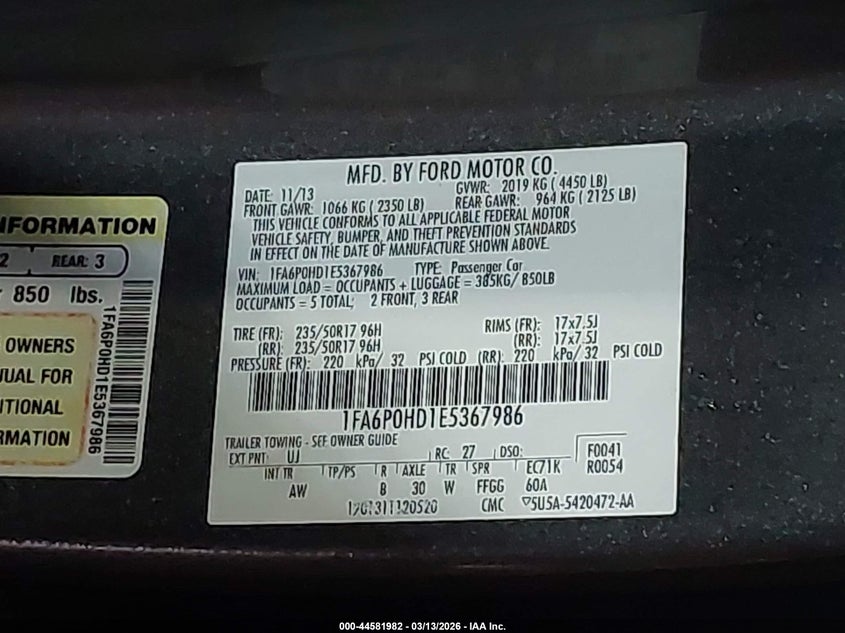 INFORMATION
2 REAR: 3
850 lbs.
OWNERS
UAL FOR
ITIONAL
RMATION
1FA6P0HD1E5367986
MFD. BY FORD MOTOR CO.
DATE: 11/13 GVWR: 2019 KG ( 4450 LB)
FRONT GAWR: 1066 KG ( 2350 LB) REAR GAWR: 964 KG ( 2125 LB)
THIS VEHICLE CONFORMS TO ALL APPLICABLE FEDERAL MOTOR
VEHICLE SAFETY, BUMPER, AND THEFT PREVENTION STANDARDS
IN EFFECT ON THE DATE OF MANUFACTURE SHOWN ABOVE.
VIN: 1FA6P0HD1E5367986 TYPE: Passenger Car
MAXIMUM LOAD = OCCUPANTS + LUGGAGE = 385KG/ 850LB
OCCUPANTS = 5 TOTAL; 2 FRONT, 3 REAR
TIRE (FR): 235/50R17 96H RIMS (FR): 17x7.5J
(RR): 235/50R17 96H (RR): 17x7.5J
PRESSURE (FR): 220 kPa/ 32 PSI COLD (RR): 220 kPa/ 32 PSI COLD
1FA6P0HD1E5367986
TRAILER TOWING - SEE OWNER GUIDE
EXT PNT: UJ RC: 27 DSO: F0041
R0054
INT TR TP/PS R AXLE TR SPR EC71K
AW B 30 W FFGG 60A
CMC 5U5A-5420472-AA
000-44581982 - 03/13/2026 - IAA Inc.